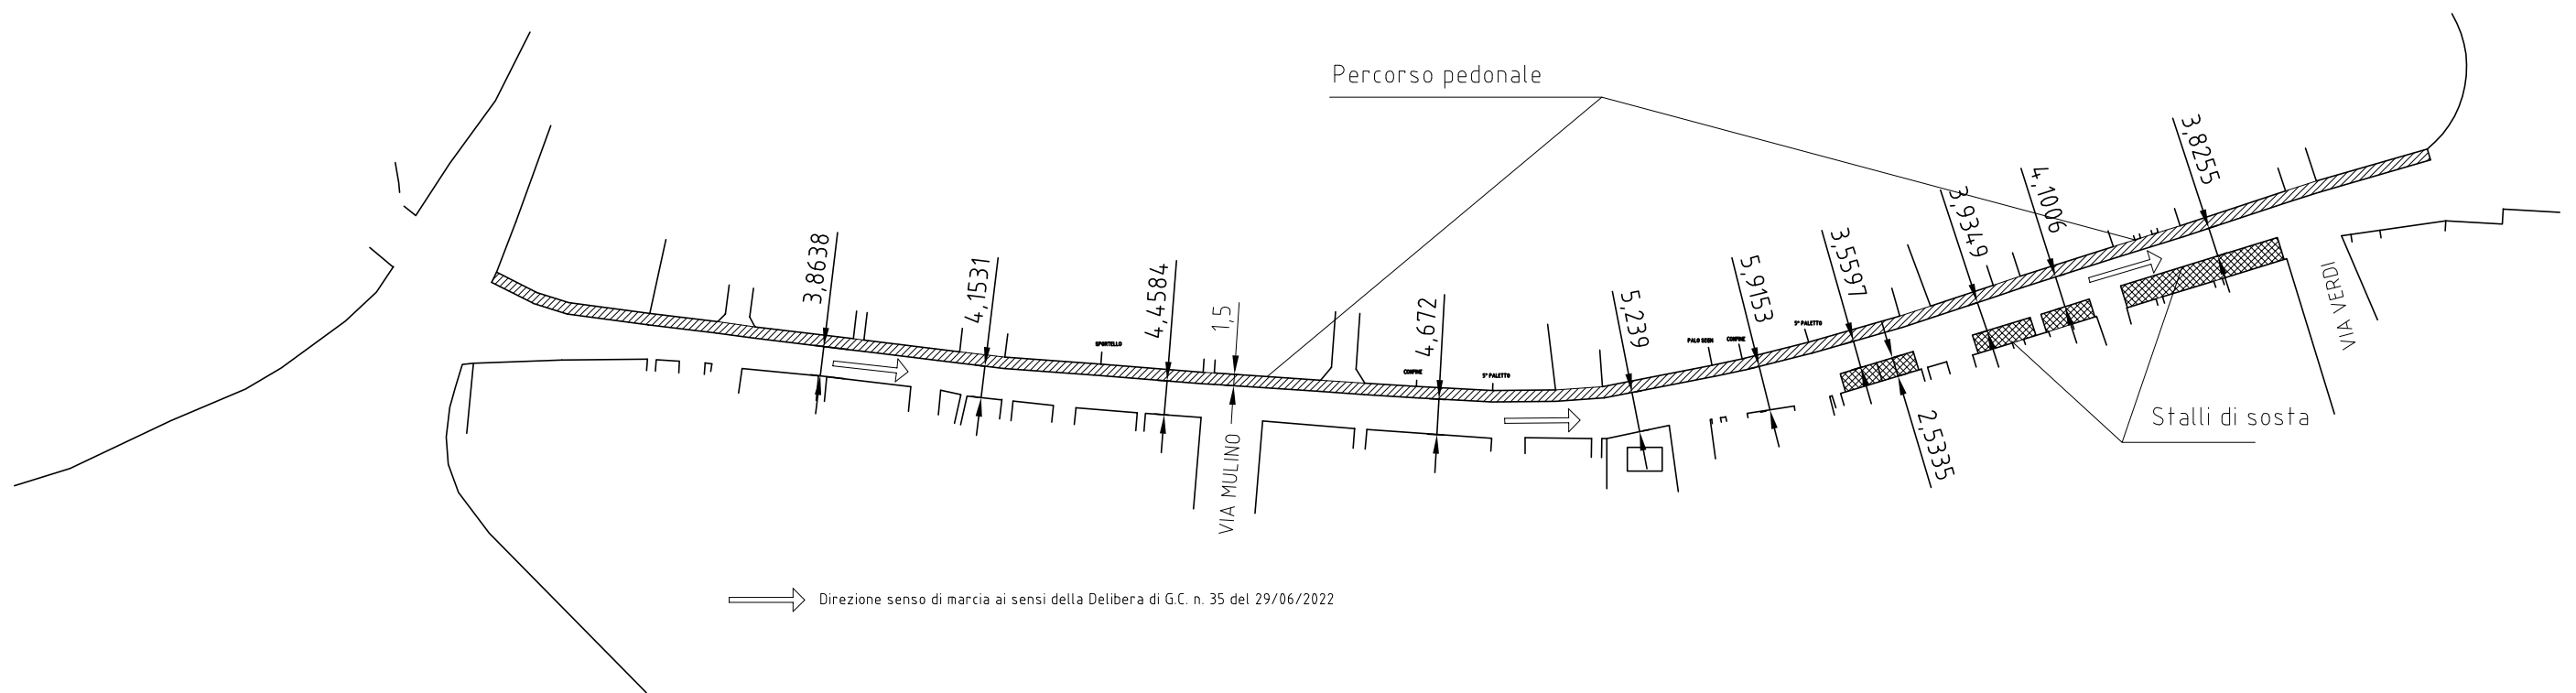 Percorso pedonale
3,8638
4,1531
SPORTELLO
4,4584
1,5
VIA MULINO
CONFINE
4,672
5° PALETTO
5,239
PALO SEGN
CONFINE
5,9153
5° PALETTO
3,5597
2,5335
3,9349
4,1006
3,8255
VIA VERDI
Stalli di sosta
Direzione senso di marcia ai sensi della Delibera di G.C. n. 35 del 29/06/2022